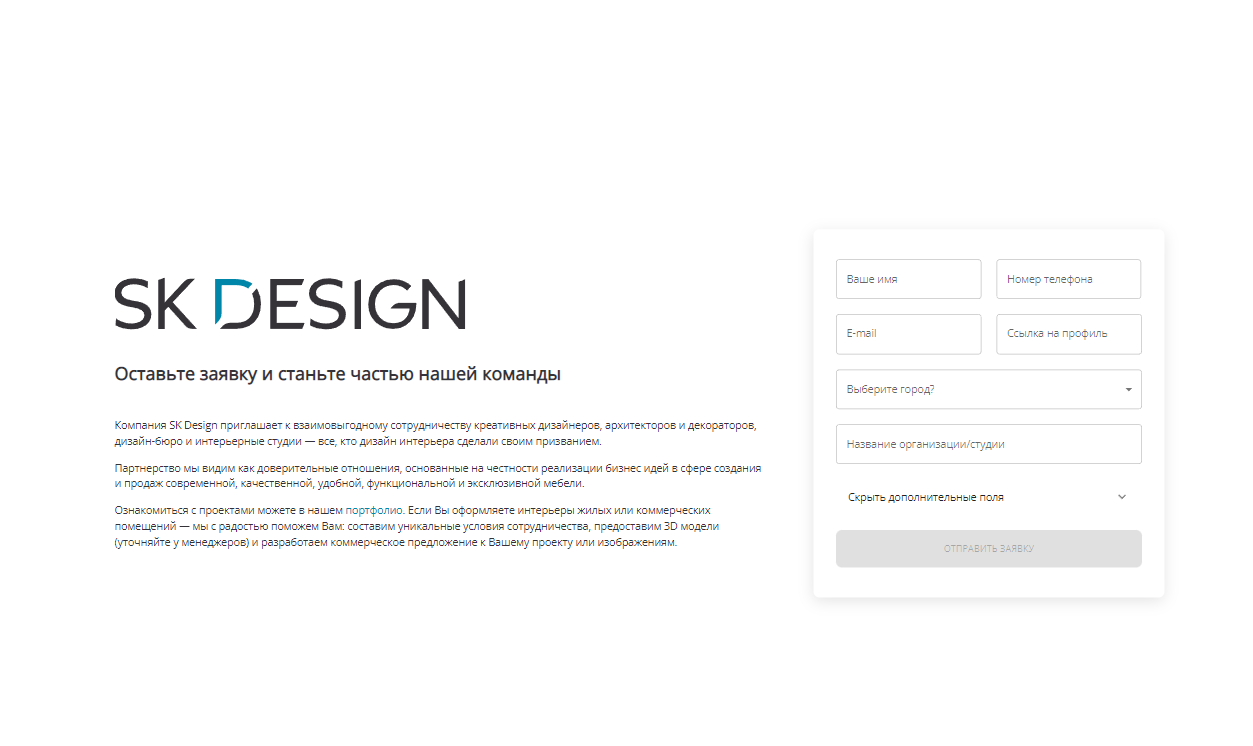 SK DESIGN
Оставьте заявку и станьте частью нашей команды
Компания SK Design приглашает к взаимовыгодному сотрудничеству креативных дизайнеров, архитекторов и декораторов,
дизайн-бюро и интерьерные студии — все, кто дизайн интерьера сделали своим призванием.
Партнерство мы видим как доверительные отношения, основанные на честности реализации бизнес идей в сфере создания
и продаж современной, качественной, удобной, функциональной и эксклюзивной мебели.
Ознакомиться с проектами можете в нашем портфолио. Если Вы оформляете интерьеры жилых или коммерческих
помещений — мы с радостью поможем Вам: составим уникальные условия сотрудничества, предоставим 3D модели
(уточняйте у менеджеров) и разработаем коммерческое предложение к Вашему проекту или изображениям.
Ваше имя
Номер телефона
E-mail
Ссылка на профиль
Выберите город?
Название организации/студии
Скрыть дополнительные поля
ОТПРАВИТЬ ЗАЯВКУ